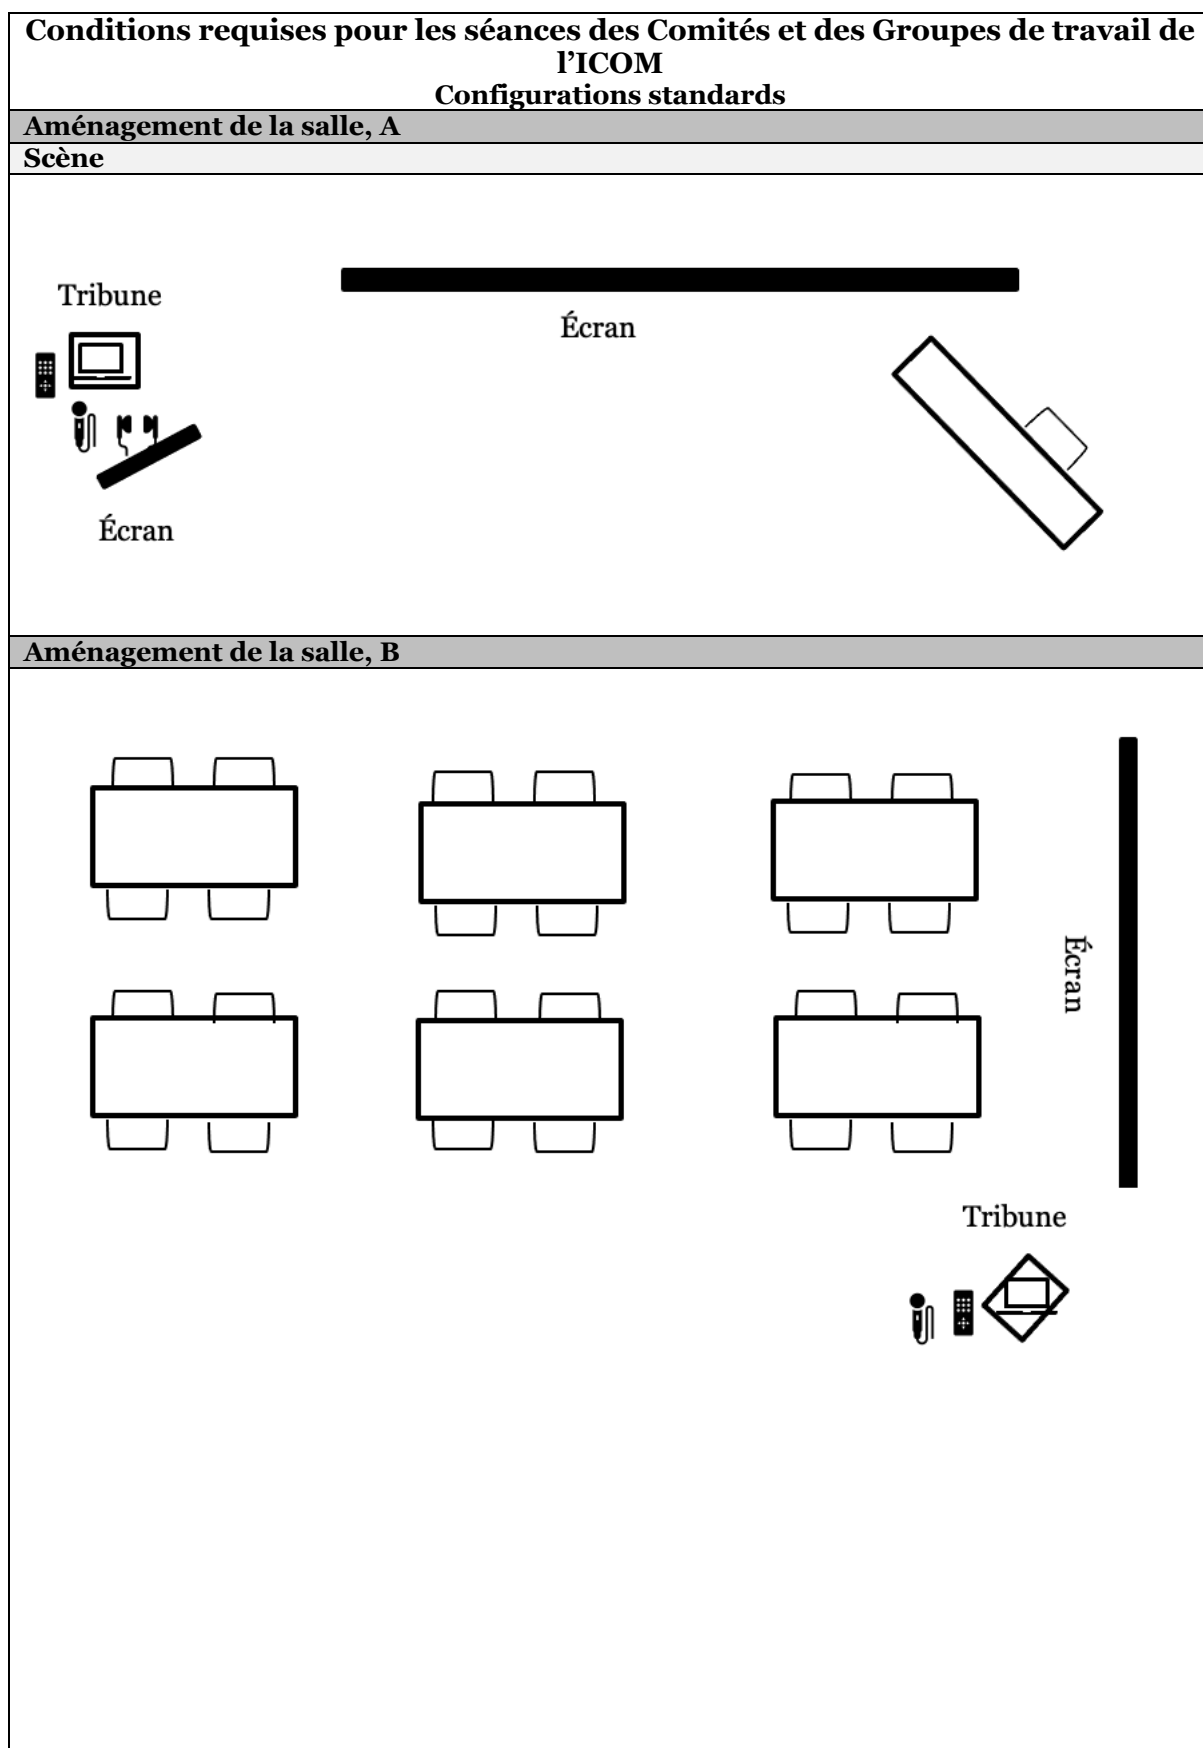 Conditions requises pour les séances des Comités et des Groupes de travail de
l’ICOM
Configurations standards
Aménagement de la salle, A
Scène
Tribune
Écran
Écran
Aménagement de la salle, B
Écran
Tribune